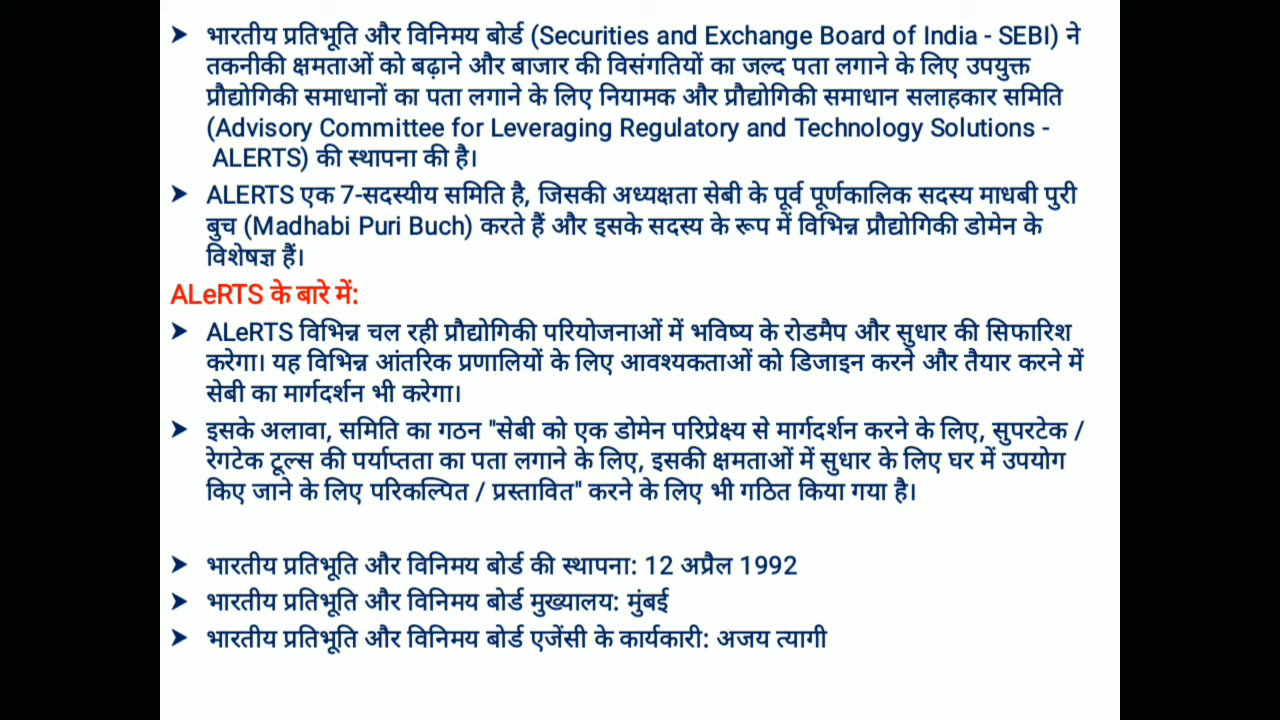 ➤ भारतीय प्रतिभूति और विनिमय बोर्ड (Securities and Exchange Board of India - SEBI) ने
तकनीकी क्षमताओं को बढ़ाने और बाजार की विसंगतियों का जल्द पता लगाने के लिए उपयुक्त
प्रौद्योगिकी समाधानों का पता लगाने के लिए नियामक और प्रौद्योगिकी समाधान सलाहकार समिति
(Advisory Committee for Leveraging Regulatory and Technology Solutions -
ALERTS) की स्थापना की है।
➤ ALERTS एक 7-सदस्यीय समिति है, जिसकी अध्यक्षता सेबी के पूर्व पूर्णकालिक सदस्य माधबी पुरी
बुच (Madhabi Puri Buch) करते हैं और इसके सदस्य के रूप में विभिन्न प्रौद्योगिकी डोमेन के
विशेषज्ञ हैं।
ALeRTS के बारे में:
➤ ALeRTS विभिन्न चल रही प्रौद्योगिकी परियोजनाओं में भविष्य के रोडमैप और सुधार की सिफारिश
करेगा। यह विभिन्न आंतरिक प्रणालियों के लिए आवश्यकताओं को डिजाइन करने और तैयार करने में
सेबी का मार्गदर्शन भी करेगा।
➤ इसके अलावा, समिति का गठन "सेबी को एक डोमेन परिप्रेक्ष्य से मार्गदर्शन करने के लिए, सुपरटेक /
रेगटेक टूल्स की पर्याप्तता का पता लगाने के लिए, इसकी क्षमताओं में सुधार के लिए घर में उपयोग
किए जाने के लिए परिकल्पित / प्रस्तावित" करने के लिए भी गठित किया गया है।
➤ भारतीय प्रतिभूति और विनिमय बोर्ड की स्थापना: 12 अप्रैल 1992
➤ भारतीय प्रतिभूति और विनिमय बोर्ड मुख्यालय: मुंबई
➤ भारतीय प्रतिभूति और विनिमय बोर्ड एजेंसी के कार्यकारी: अजय त्यागी